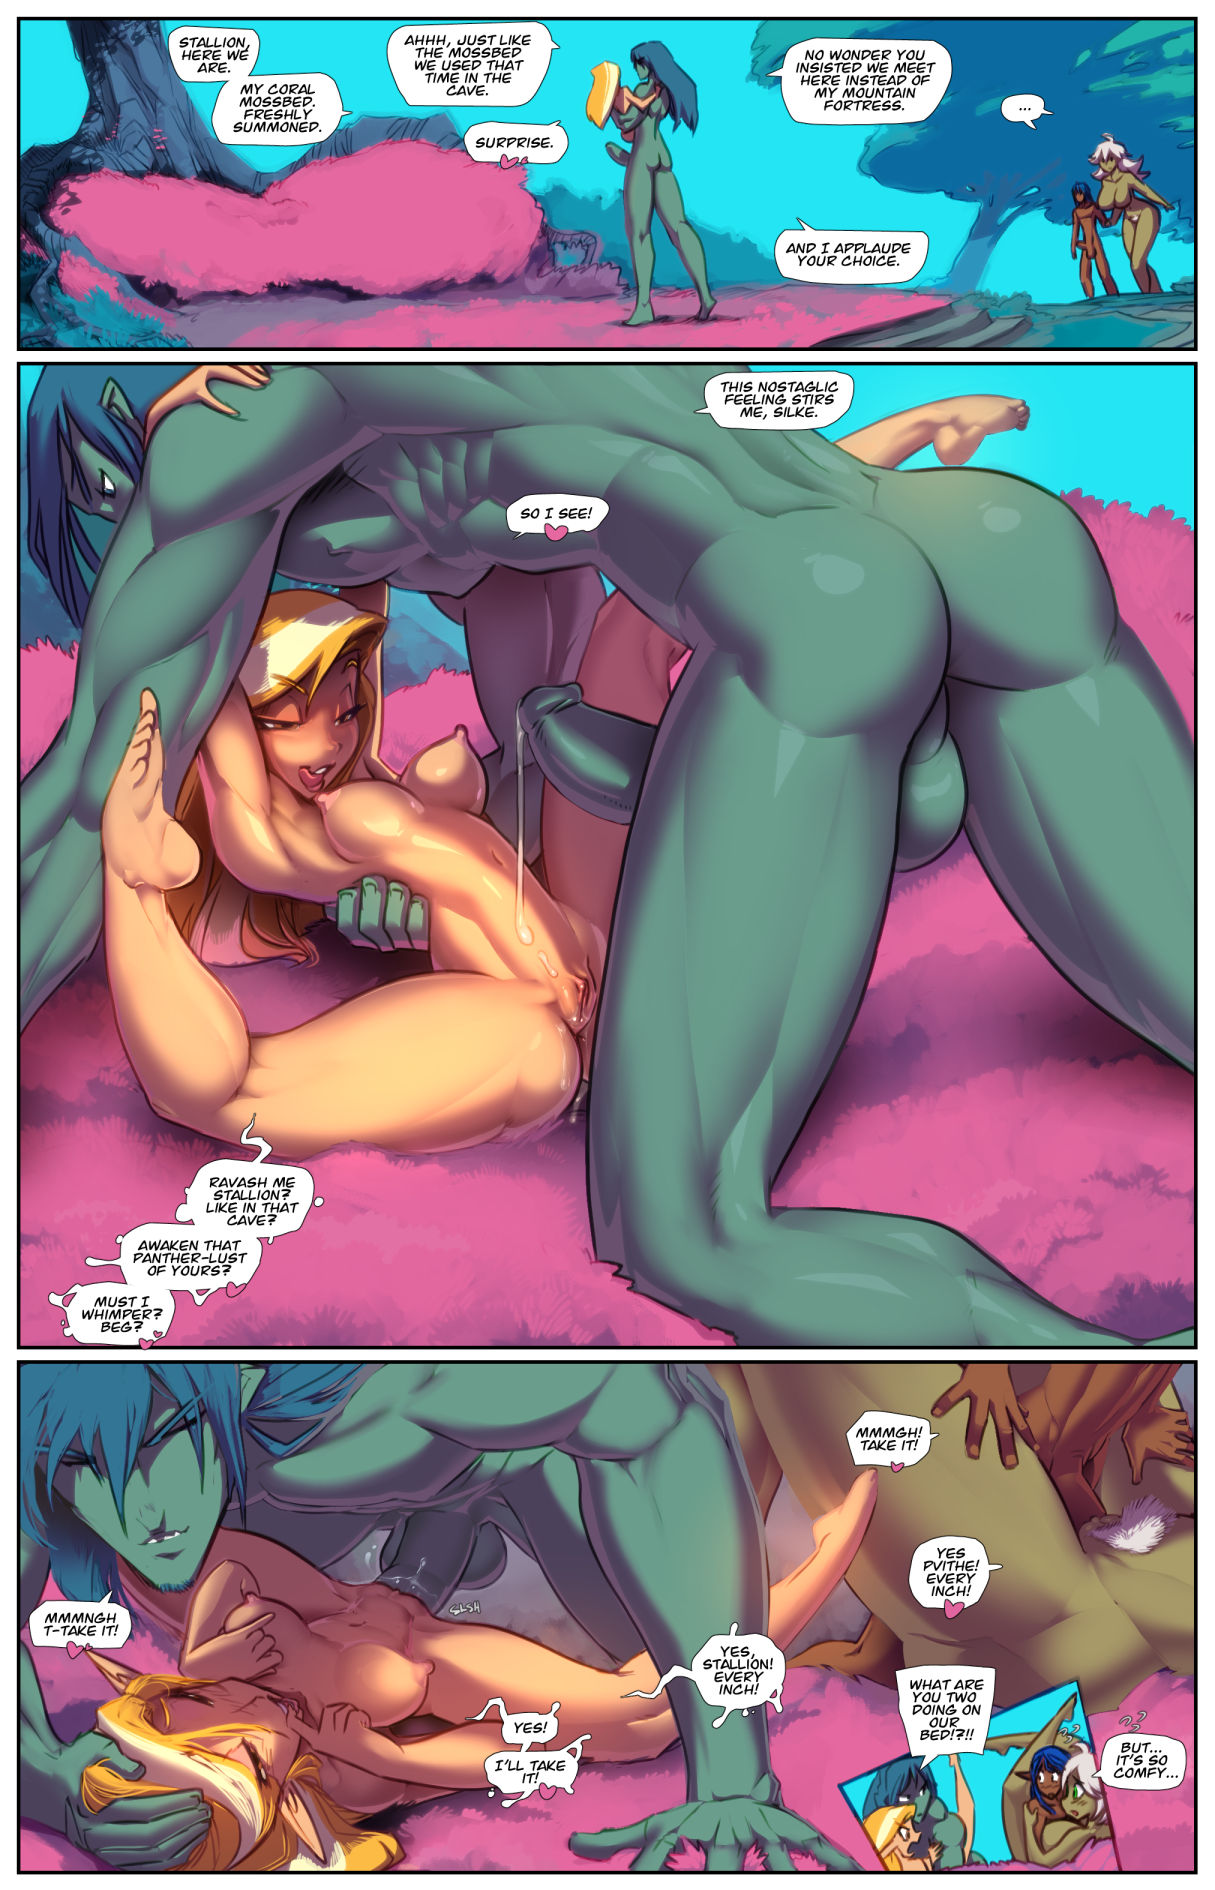 STALLION,
HERE WE
ARE.
MY CORAL
MOSSBED.
FRESHLY
SUMMONED.
AHHH, JUST LIKE
THE MOSSBED
WE USED THAT
TIME IN THE
CAVE.
SURPRISE.
NO WONDER YOU
INSISTED WE MEET
HERE INSTEAD OF
MY MOUNTAIN
FORTRESS.
...
AND I APPLAUDE
YOUR CHOICE.
THIS NOSTAGLIC
FEELING STIRS
ME, SILKE.
SO I SEE!
RAVASH ME
STALLION?
LIKE IN THAT
CAVE?
AWAKEN THAT
PANTHER-LUST
OF YOURS?
MUST I
WHIMPER?
BEG?
MMMGH!
TAKE IT!
YES
PVITHE!
EVERY
INCH!
MMMNGH
T-TAKE IT!
SLSH
YES,
STALLION!
EVERY
INCH!
YES!
I'LL TAKE
IT!
WHAT ARE
YOU TWO
DOING ON
OUR
BED!?!!
BUT...
IT'S SO
COMFY...